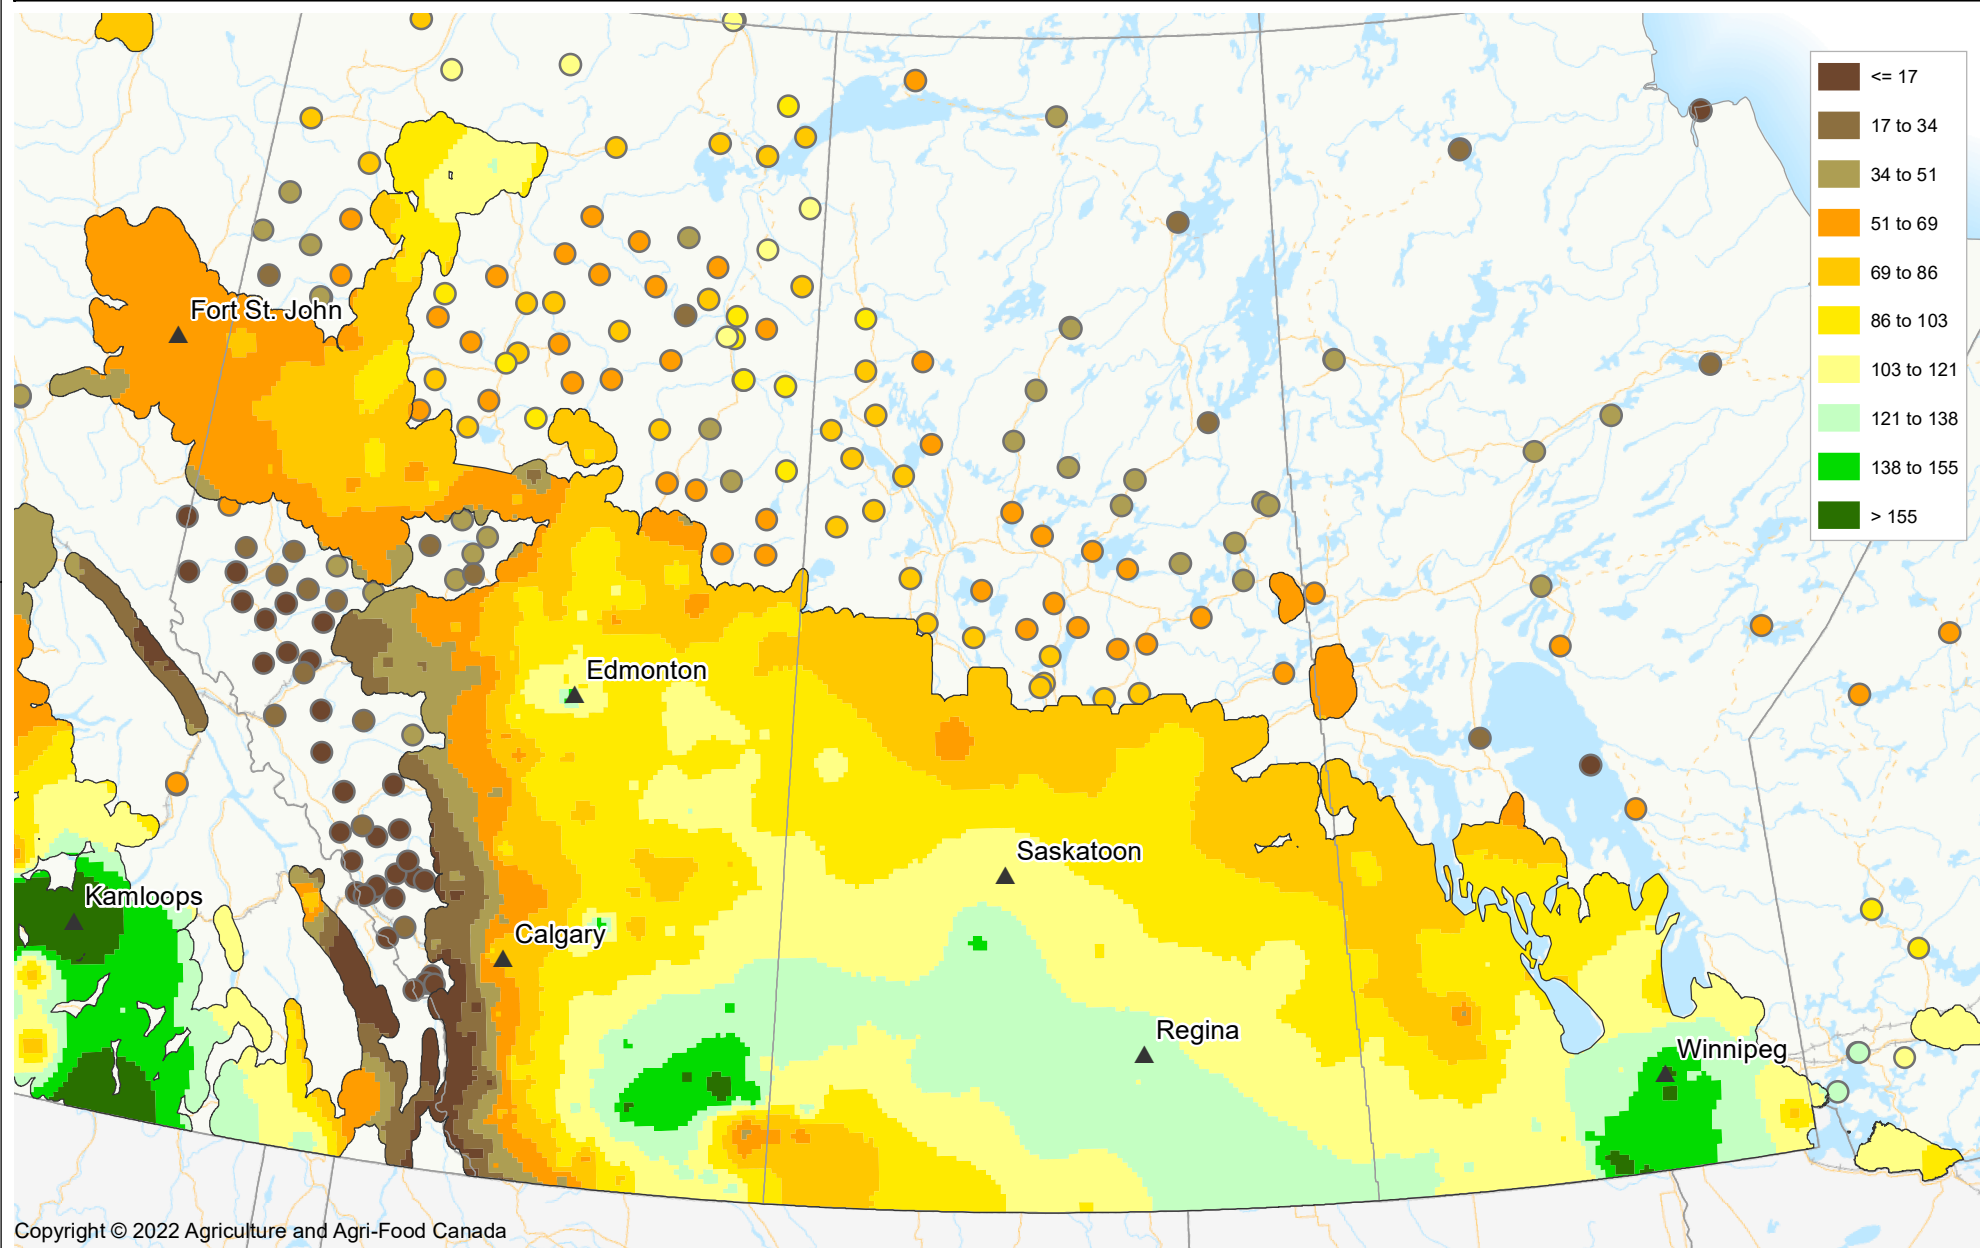 <= 17
17 to 34
34 to 51
51 to 69
69 to 86
86 to 103
103 to 121
121 to 138
138 to 155
> 155
Fort St. John
Edmonton
Saskatoon
Kamloops
Calgary
Regina
Winnipeg
Copyright © 2022 Agriculture and Agri-Food Canada